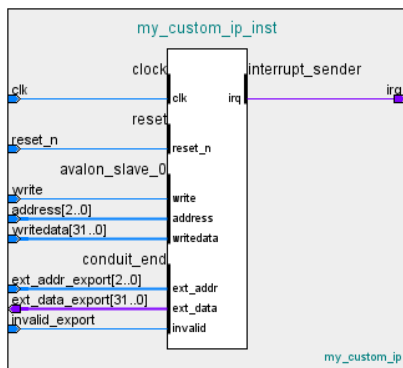 my_custom_ip_inst
clock interrupt_sender
clk clk irq irq
reset
reset_n reset_n
avalon_slave_0
write write
address[2..0] address
writedata[31..0] writedata
conduit_end
ext_addr_export[2..0] ext_addr
ext_data_export[31..0] ext_data
invalid_export invalid
my_custom_ip